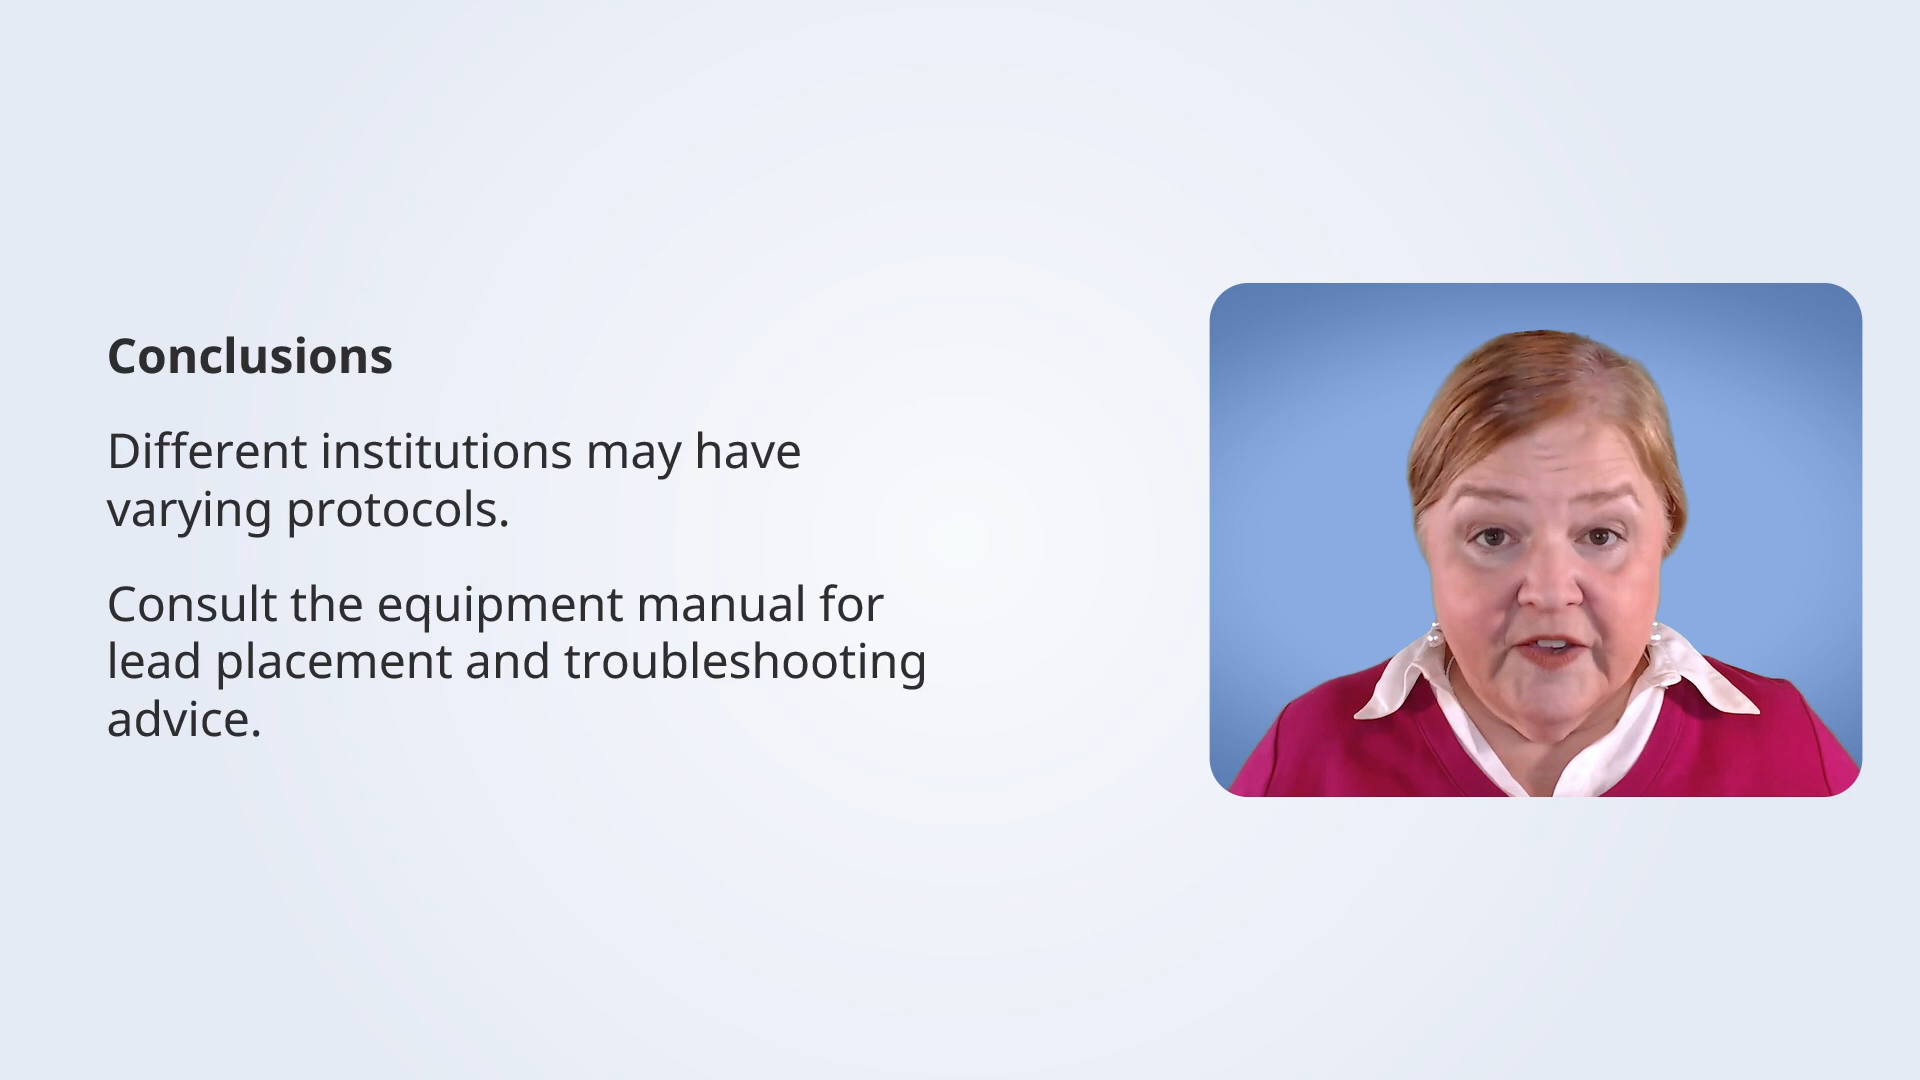 Conclusions
Different institutions may have
varying protocols.
Consult the equipment manual for
lead placement and troubleshooting
advice.